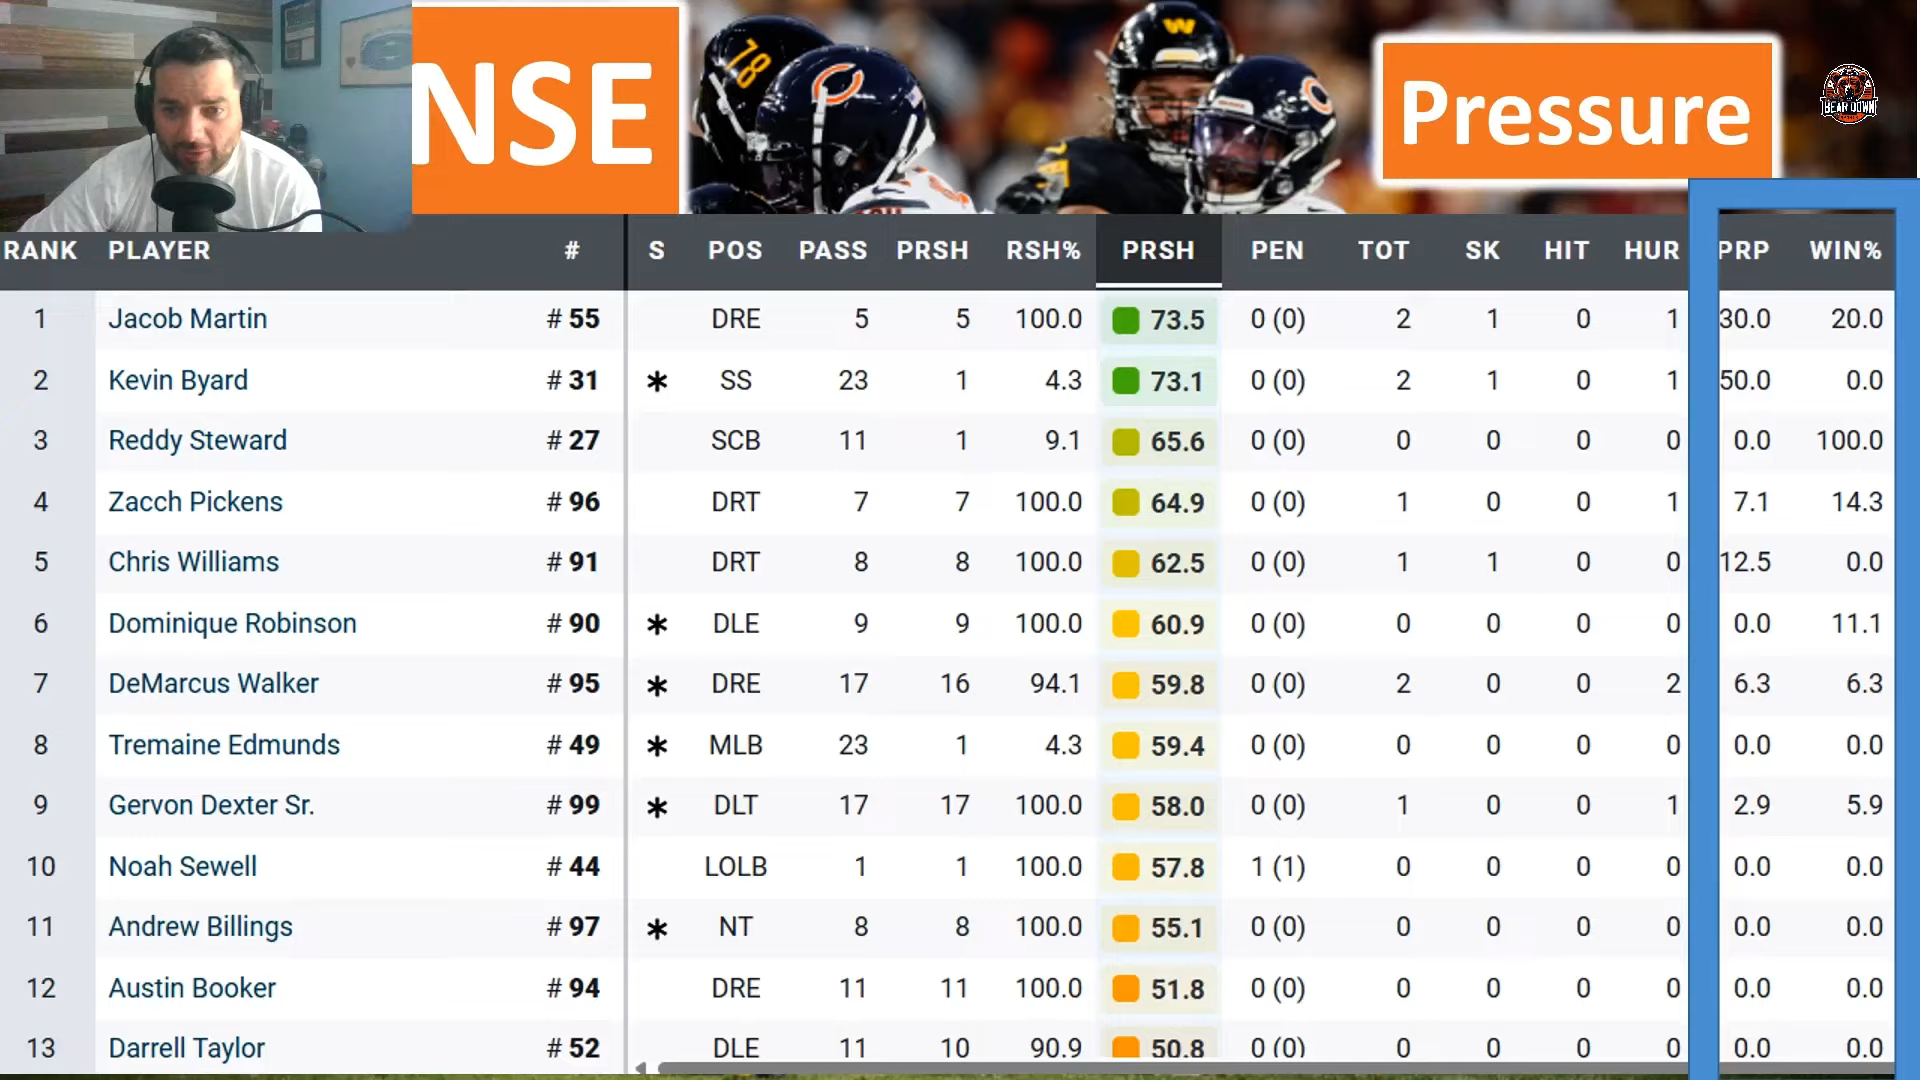 NSE
78
W
Pressure
BEAR DOWN
RANK PLAYER # S POS PASS PRSH RSH% PRSH PEN TOT SK HIT HUR PRP WIN%
1 Jacob Martin # 55 DRE 5 5 100.0 73.5 0 (0) 2 1 0 1 30.0 20.0
2 Kevin Byard # 31 * SS 23 1 4.3 73.1 0 (0) 2 1 0 1 50.0 0.0
3 Reddy Steward # 27 SCB 11 1 9.1 65.6 0 (0) 0 0 0 0 0.0 100.0
4 Zacch Pickens # 96 DRT 7 7 100.0 64.9 0 (0) 1 0 0 1 7.1 14.3
5 Chris Williams # 91 DRT 8 8 100.0 62.5 0 (0) 1 1 0 0 12.5 0.0
6 Dominique Robinson # 90 * DLE 9 9 100.0 60.9 0 (0) 0 0 0 0 0.0 11.1
7 DeMarcus Walker # 95 * DRE 17 16 94.1 59.8 0 (0) 2 0 0 2 6.3 6.3
8 Tremaine Edmunds # 49 * MLB 23 1 4.3 59.4 0 (0) 0 0 0 0 0.0 0.0
9 Gervon Dexter Sr. # 99 * DLT 17 17 100.0 58.0 0 (0) 1 0 0 1 2.9 5.9
10 Noah Sewell # 44 LOLB 1 1 100.0 57.8 1 (1) 0 0 0 0 0.0 0.0
11 Andrew Billings # 97 * NT 8 8 100.0 55.1 0 (0) 0 0 0 0 0.0 0.0
12 Austin Booker # 94 DRE 11 11 100.0 51.8 0 (0) 0 0 0 0 0.0 0.0
13 Darrell Taylor # 52 DLE 11 10 90.9 50.8 0 (0) 0 0 0 0 0.0 0.0